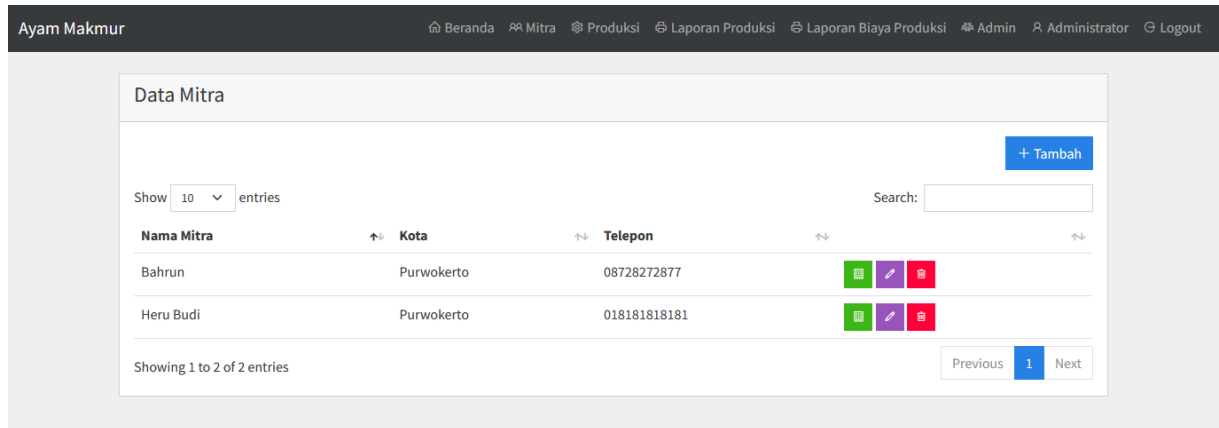 Ayam Makmur Beranda Mitra Produksi Laporan Produksi Laporan Biaya Produksi Admin Administrator Logout
Data Mitra
+ Tambah
Show 10 entries Search:
Nama Mitra Kota Telepon
Bahrun Purwokerto 08728272877
Heru Budi Purwokerto 018181818181
Showing 1 to 2 of 2 entries Previous 1 Next